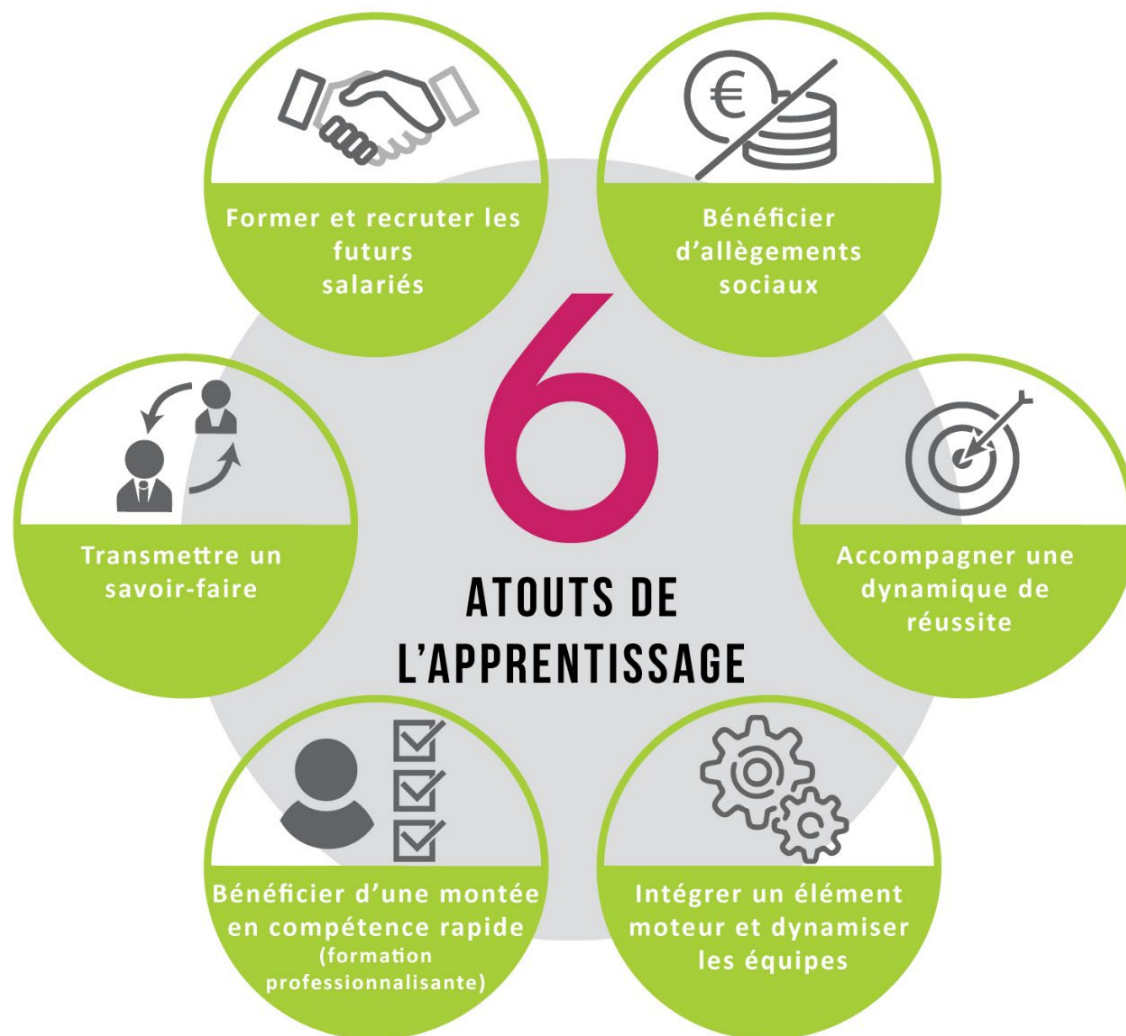 Former et recruter les
futurs
salariés
Bénéficier
d'allègements
sociaux
€
6
ATOUTS DE
L'APPRENTISSAGE
Transmettre un
savoir-faire
Accompagner une
dynamique de
réussite
Bénéficier d'une montée
en compétence rapide
(formation
professionnalisante)
Intégrer un élément
moteur et dynamiser
les équipes